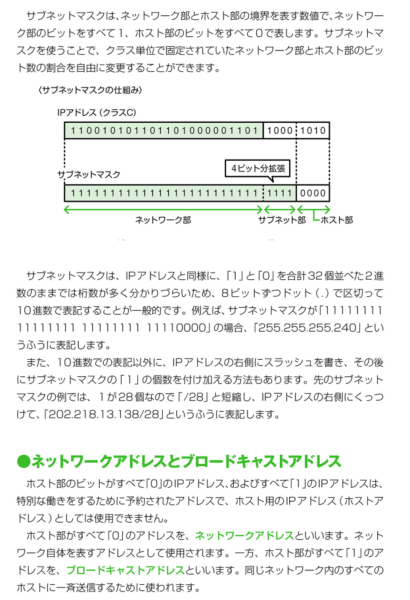 サブネットマスクは、ネットワーク部とホスト部の境界を表す数値で、ネットワー
ク部のビットをすべて1、ホスト部のビットをすべて0で表します。サブネットマ
スクを使うことで、クラス単位で固定されていたネットワーク部とホスト部のビッ
ト数の割合を自由に変更することができます。
〈サブネットマスクの仕組み〉
IPアドレス（クラスC）
110010101101101000001101 1000 1010
サブネットマスク
4ビット分拡張
111111111111111111111111 1111 0000
ネットワーク部 サブネット部 ホスト部
サブネットマスクは、IPアドレスと同様に、「1」と「0」を合計32個並べた2進
数のままでは桁数が多く分かりづらいため、8ビットずつドット（.）で区切って
10進数で表記することが一般的です。例えば、サブネットマスクが「11111111
11111111 11111111 11110000」の場合、「255.255.255.240」とい
うふうに表記します。
また、10進数での表記以外に、IPアドレスの右側にスラッシュを書き、その後
にサブネットマスクの「1」の個数を付け加える方法もあります。先のサブネット
マスクの例では、1が28個なので「/28」と短縮し、IPアドレスの右側にくっつ
けて、「202.218.13.138/28」というふうに表記します。
●ネットワークアドレスとブロードキャストアドレス
ホスト部のビットがすべて「0」のIPアドレス、およびすべて「1」のIPアドレスは、
特別な働きをするために予約されたアドレスで、ホスト用のIPアドレス（ホストア
ドレス）としては使用できません。
ホスト部がすべて「0」のアドレスを、ネットワークアドレスといいます。ネット
ワーク自体を表すアドレスとして使用されます。一方、ホスト部がすべて「1」のア
ドレスを、ブロードキャストアドレスといいます。同じネットワーク内のすべての
ホストに一斉送信するために使われます。